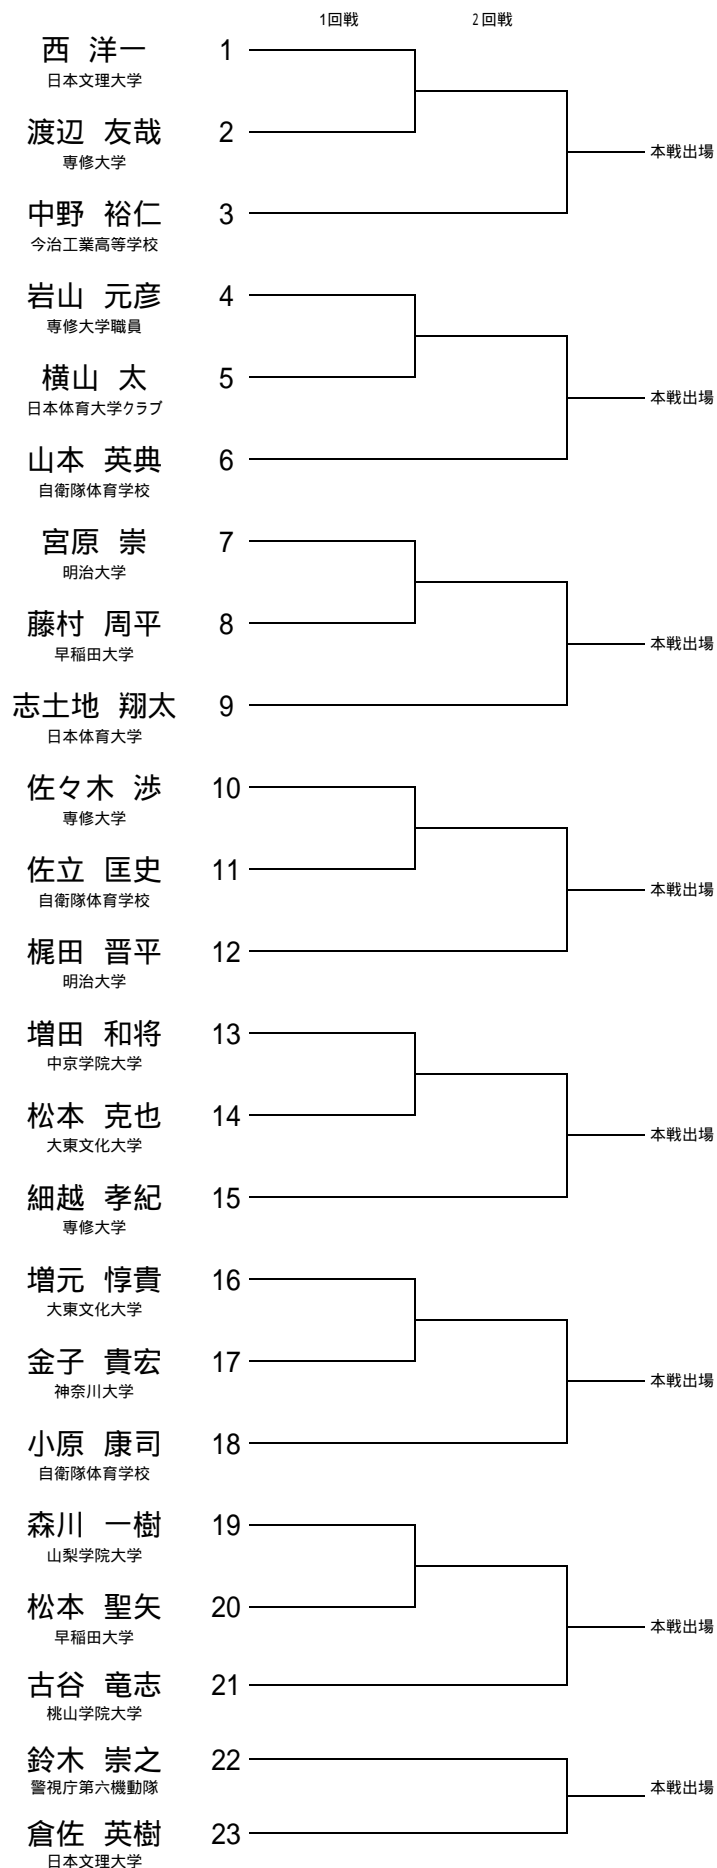 1回戦 2回戦
西 洋一 1
日本文理大学
渡辺 友哉 2
専修大学
本戦出場
中野 裕仁 3
今治工業高等学校
岩山 元彦 4
専修大学職員
横山 太 5
日本体育大学クラブ
本戦出場
山本 英典 6
自衛隊体育学校
宮原 崇 7
明治大学
藤村 周平 8
早稲田大学
本戦出場
志土地 翔太 9
日本体育大学
佐々木 渉 10
専修大学
佐立 匡史 11
自衛隊体育学校
本戦出場
梶田 晋平 12
明治大学
増田 和将 13
中京学院大学
松本 克也 14
大東文化大学
本戦出場
細越 孝紀 15
専修大学
増元 惇貴 16
大東文化大学
金子 貴宏 17
神奈川大学
本戦出場
小原 康司 18
自衛隊体育学校
森川 一樹 19
山梨学院大学
松本 聖矢 20
早稲田大学
本戦出場
古谷 竜志 21
桃山学院大学
鈴木 崇之 22
警視庁第六機動隊
本戦出場
倉佐 英樹 23
日本文理大学